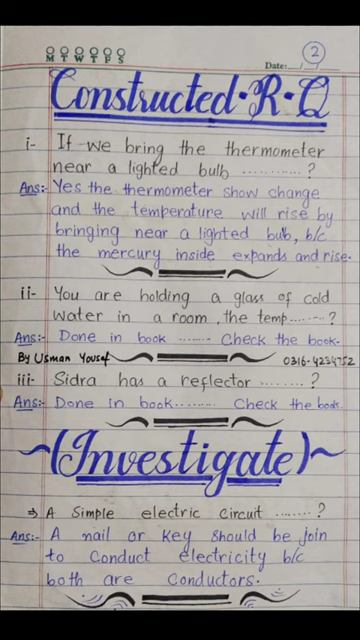 M T W T F S
2
Date: __/__/__
Constructed.R.Q
i- If we bring the thermometer
near a lighted bulb ............?
Ans:- Yes the thermometer show change
and the temperature will rise by
bringing near a lighted bulb, b/c
the mercury inside expands and rise.
ii- You are holding a glass of cold
water in a room, the temp........?
Ans:- Done in book ........ Check the book.
By Usman Yousaf 0316-4234752
iii- Sidra has a reflector .........?
Ans:- Done in book.......... Check the book.
(Investigate)
⇒ A Simple electric circuit ........?
Ans:- A nail or key should be join
to Conduct electricity b/c
both are conductors.